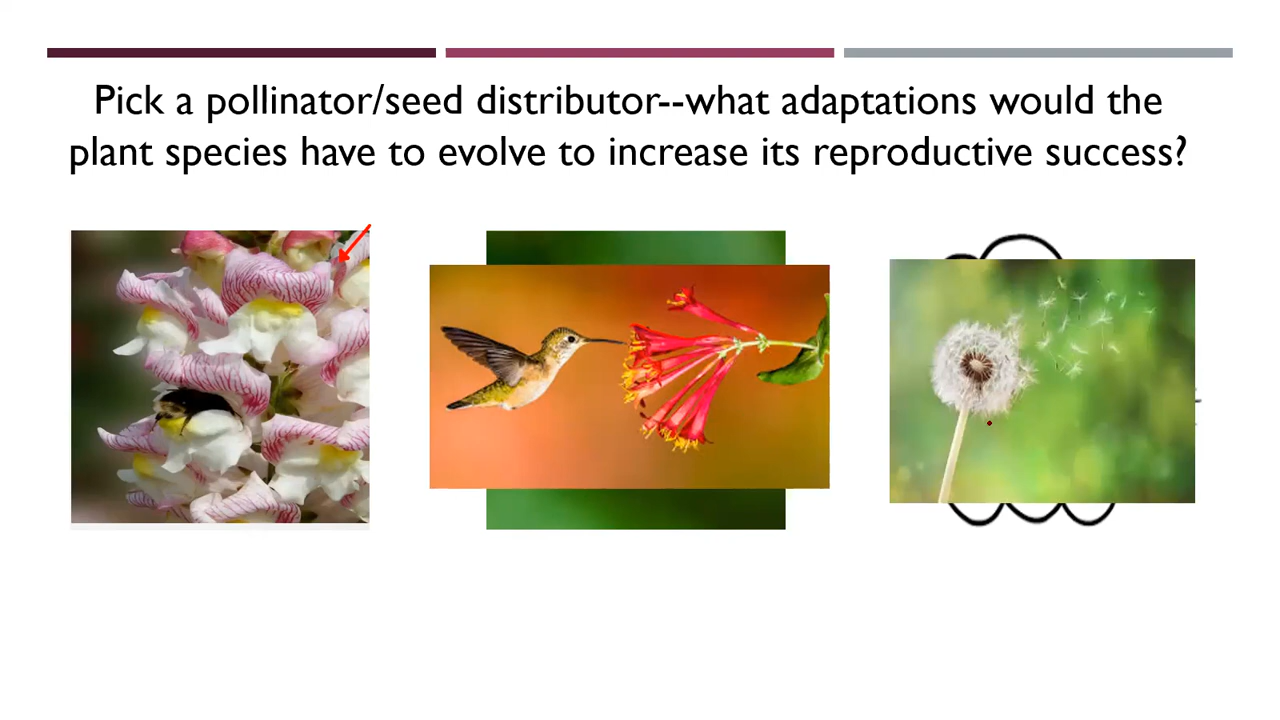 Pick a pollinator/seed distributor--what adaptations would the
plant species have to evolve to increase its reproductive success?